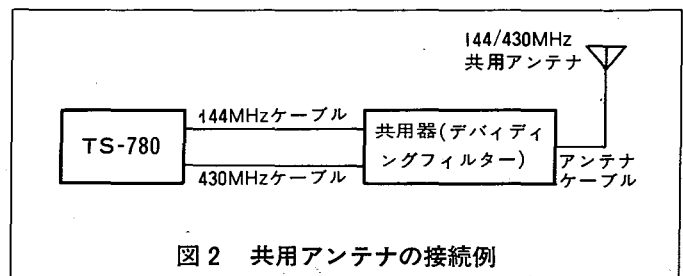 144/430MHz
共用アンテナ
144MHzケーブル
TS-780
共用器(デバイディ
ングフィルター)
430MHzケーブル
アンテナ
ケーブル
図2 共用アンテナの接続例